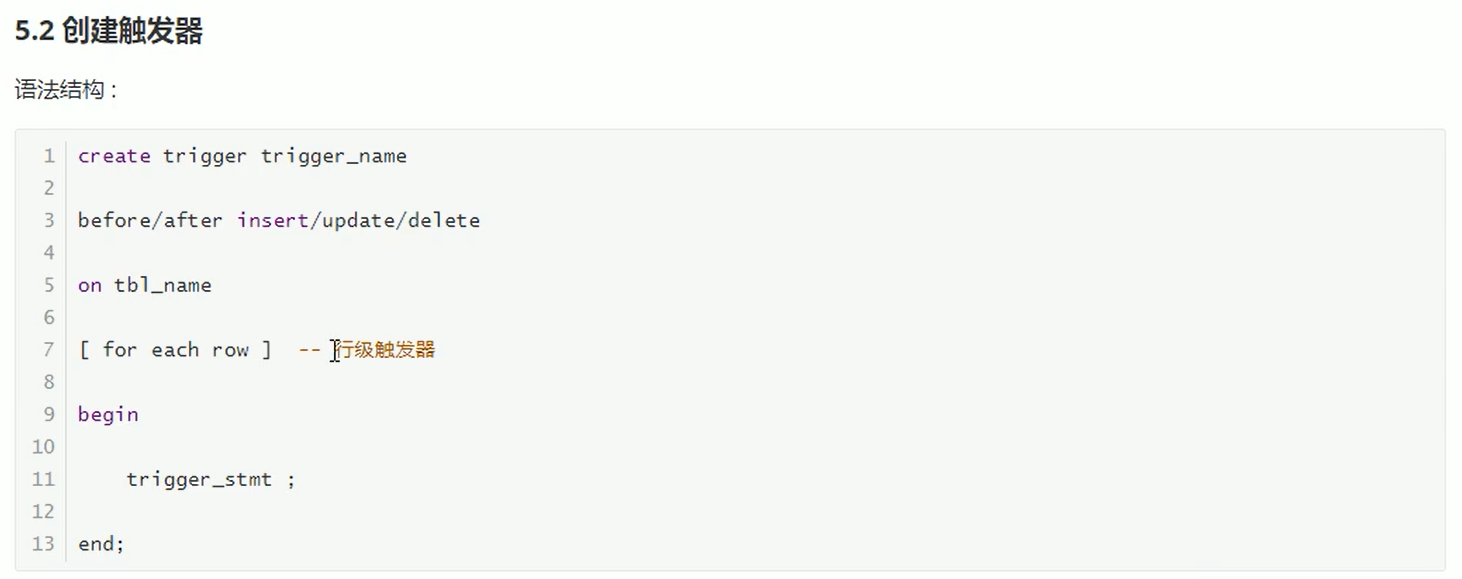 5.2 创建触发器
语法结构 :
1 create trigger trigger_name
2
3 before/after insert/update/delete
4
5 on tbl_name
6
7 [ for each row ]  -- 行级触发器
8
9 begin
10
11     trigger_stmt ;
12
13 end;